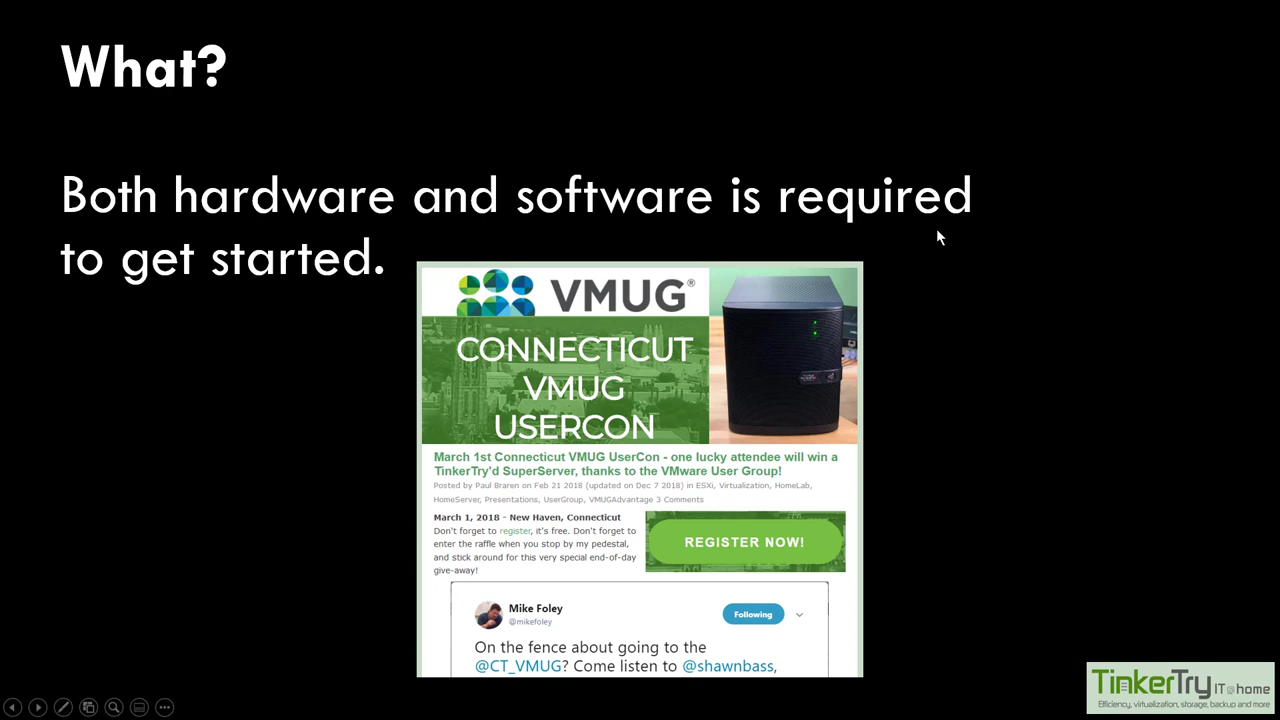 What?
Both hardware and software is required
to get started.
VMUG®
CONNECTICUT
VMUG
USERCON
March 1st Connecticut VMUG UserCon - one lucky attendee will win a
TinkerTry'd SuperServer, thanks to the VMware User Group!
Posted by Paul Braren on Feb 21 2018 (updated on Dec 7 2018) in ESXi, Virtualization, HomeLab,
HomeServer, Presentations, UserGroup, VMUGAdvantage 3 Comments
March 1, 2018 - New Haven, Connecticut
Don't forget to register, it's free. Don't forget to
enter the raffle when you stop by my pedestal,
and stick around for this very special end-of-day
give-away!
REGISTER NOW!
Mike Foley
@mikefoley
Following
On the fence about going to the
@CT_VMUG? Come listen to @shawnbass,
TinkerTry IT@home
Efficiency, virtualization, storage, backup and more